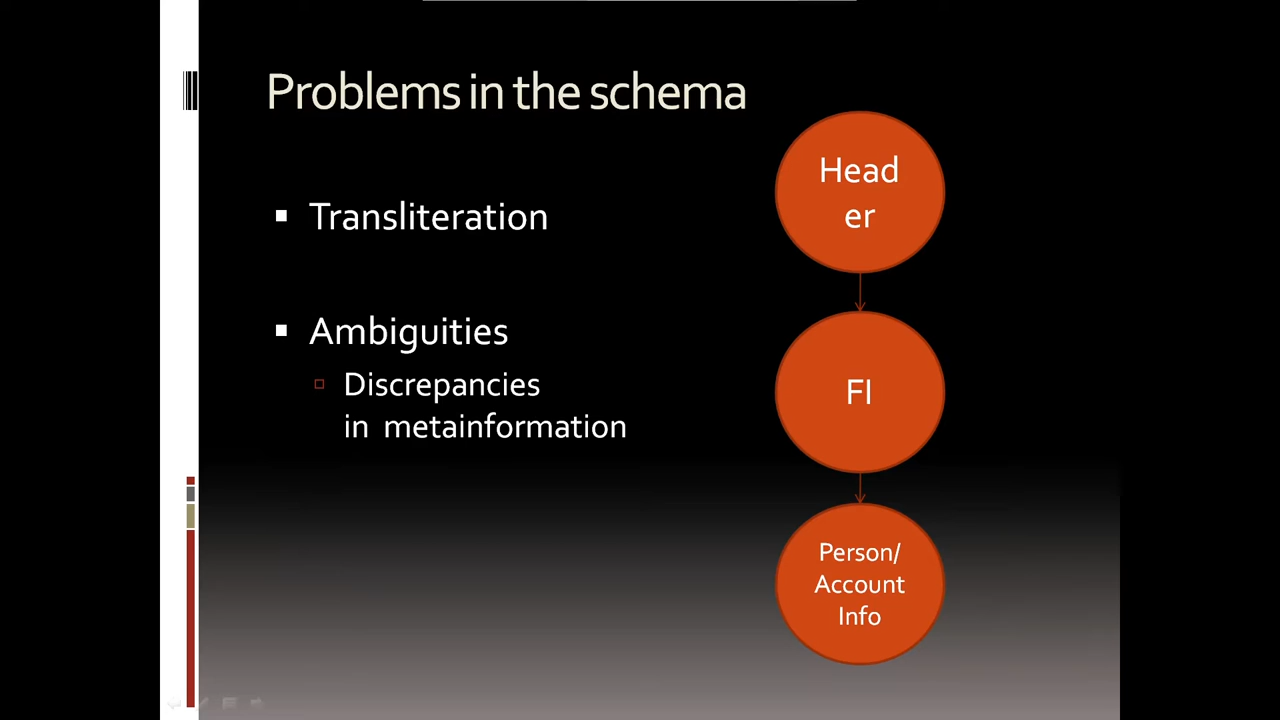 Problems in the schema
Transliteration
Ambiguities
Discrepancies
in metainformation
Head
er
FI
Person/
Account
Info